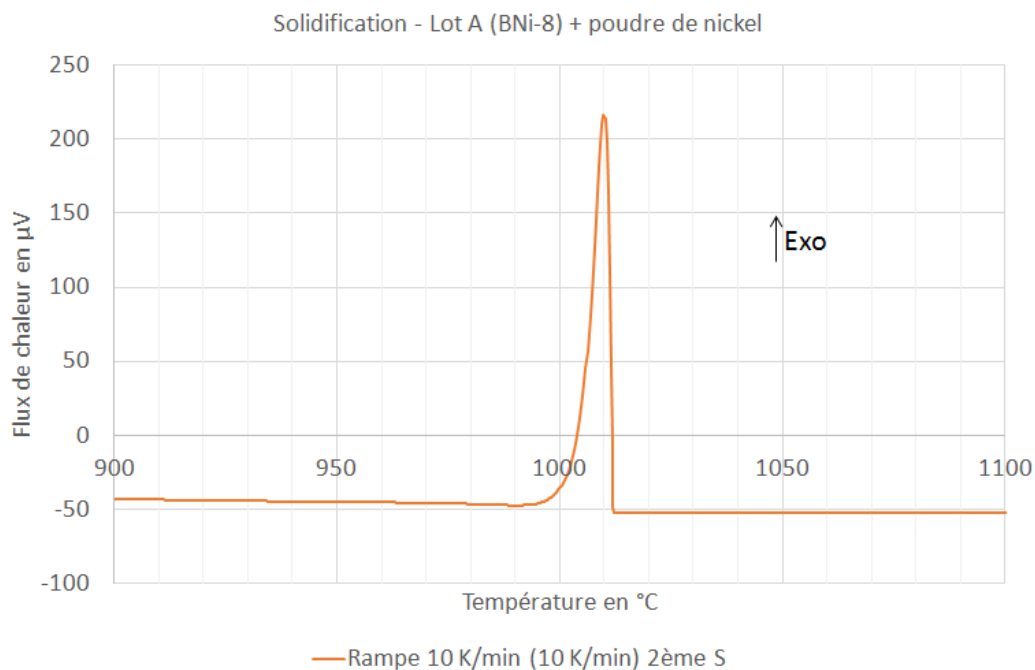 Solidification - Lot A (BNi-8) + poudre de nickel
250
200
150
100
50
0
-50
-100
Flux de chaleur en µV
Exo
900
950
1000
1050
1100
Température en °C
Rampe 10 K/min (10 K/min) 2ème S